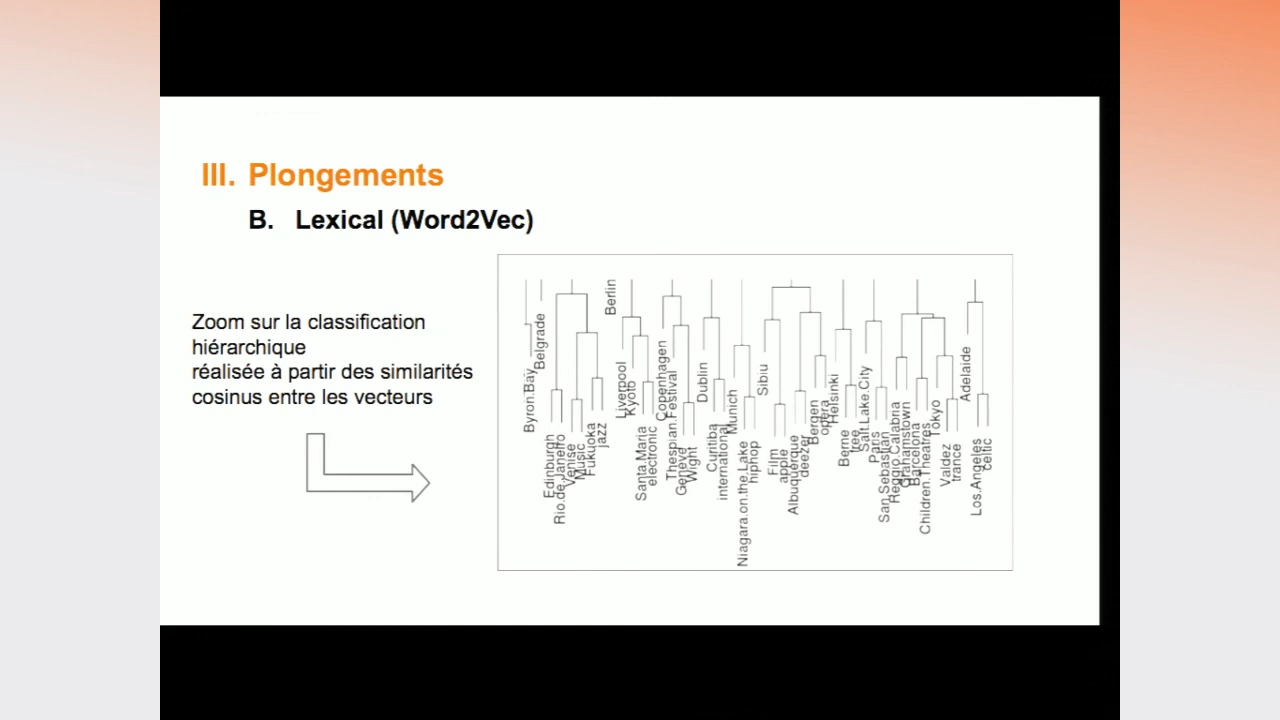 III. Plongements
B. Lexical (Word2Vec)
Zoom sur la classification
hiérarchique
réalisée à partir des similarités
cosinus entre les vecteurs
Byron.Bay
Belgrade
Edinburgh
Rio.de.Janeiro
Venise
Music
Fukuoka
jazz
Berlin
Liverpool
Kyoto
Santa.Maria
electronic
Copenhagen
Thespian.Festival
Geneve
Wight
Dublin
Curitiba
international
Munich
Niagara.on.the.Lake
hiphop
Sibiu
Film
apple
Albuquerque
deezer
Bergen
opera
Helsinki
Berne
free
Salt.Lake.City
Paris
San.Sebastian
Reggio.Calabria
Grahamstown
Barcelona
Children.Theatres
Tokyo
Valdez
trance
Adelaide
Los.Angeles
celtic